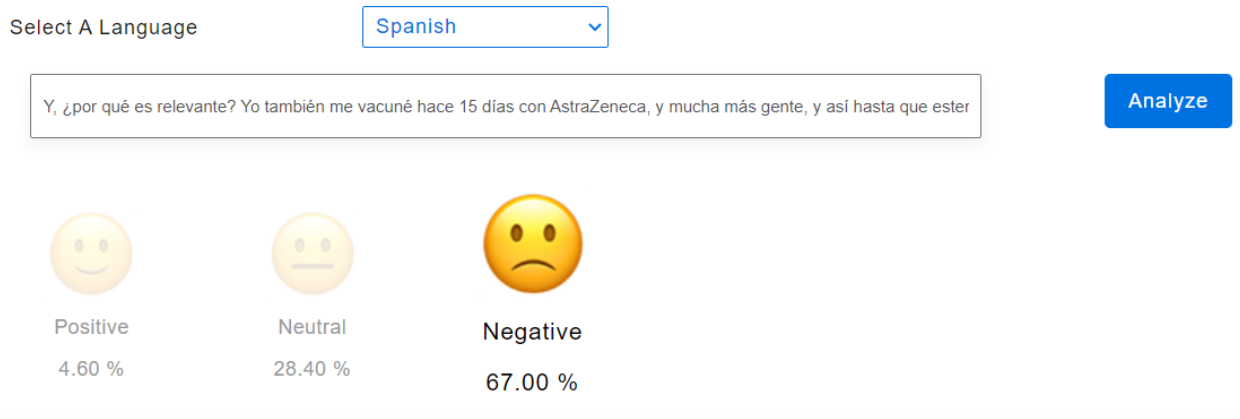 Select A Language
Spanish
Y, ¿por qué es relevante? Yo también me vacuné hace 15 días con AstraZeneca, y mucha más gente, y así hasta que ester
Analyze
Positive Neutral Negative
4.60 % 28.40 % 67.00 %